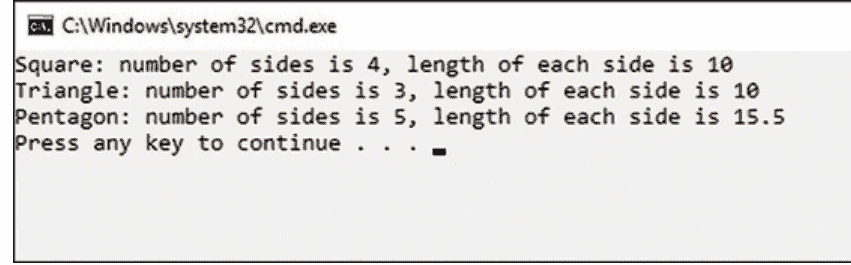 C:\Windows\system32\cmd.exe
Square: number of sides is 4, length of each side is 10
Triangle: number of sides is 3, length of each side is 10
Pentagon: number of sides is 5, length of each side is 15.5
Press any key to continue . . .